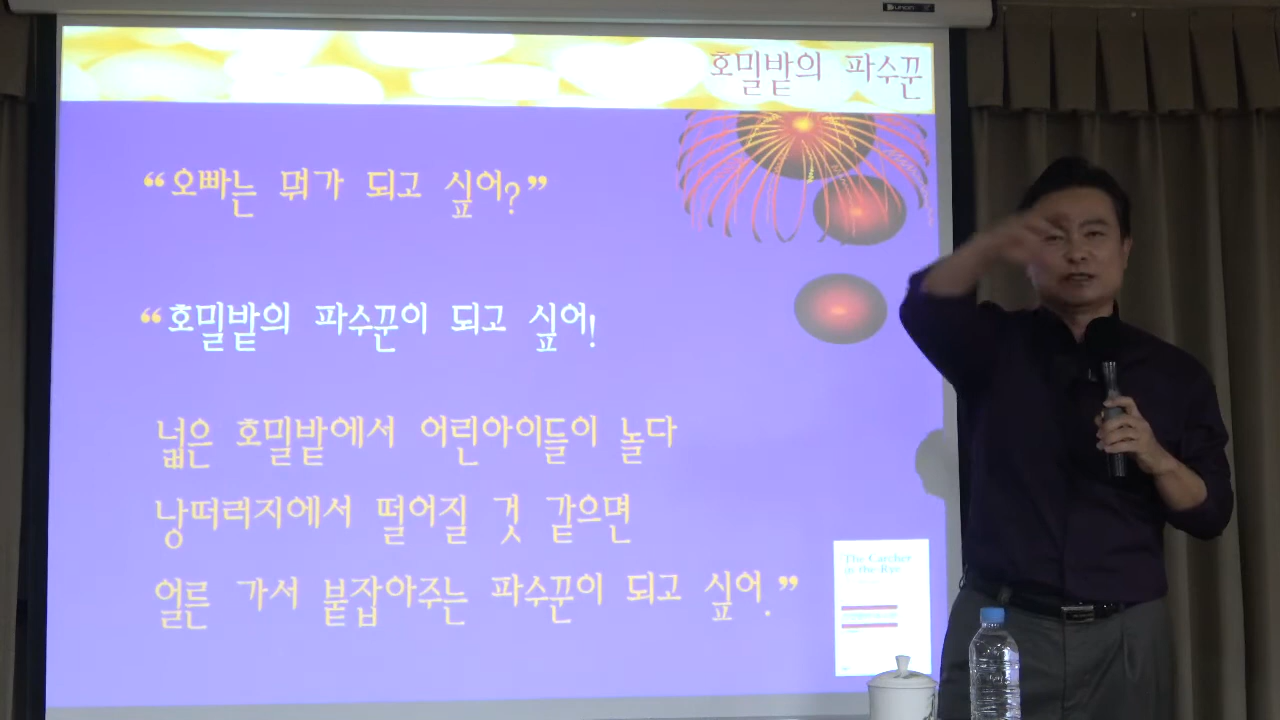 UNION
호밀밭의 파수꾼
“오빠는 뭐가 되고 싶어?”
“호밀밭의 파수꾼이 되고 싶어!
넓은 호밀밭에서 어린아이들이 놀다
낭떠러지에서 떨어질 것 같으면
얼른 가서 붙잡아주는 파수꾼이 되고 싶어.”
The Catcher
in the Rye